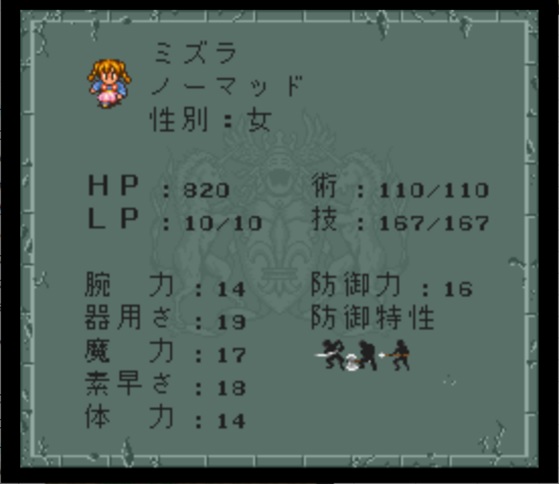 ミズラ
ノーマッド
性別：女
HP：820 術：110/110
LP：10/10 技：167/167
腕 力：14 防御力：16
器用さ：19 防御特性
魔 力：17
素早さ：18
体 力：14